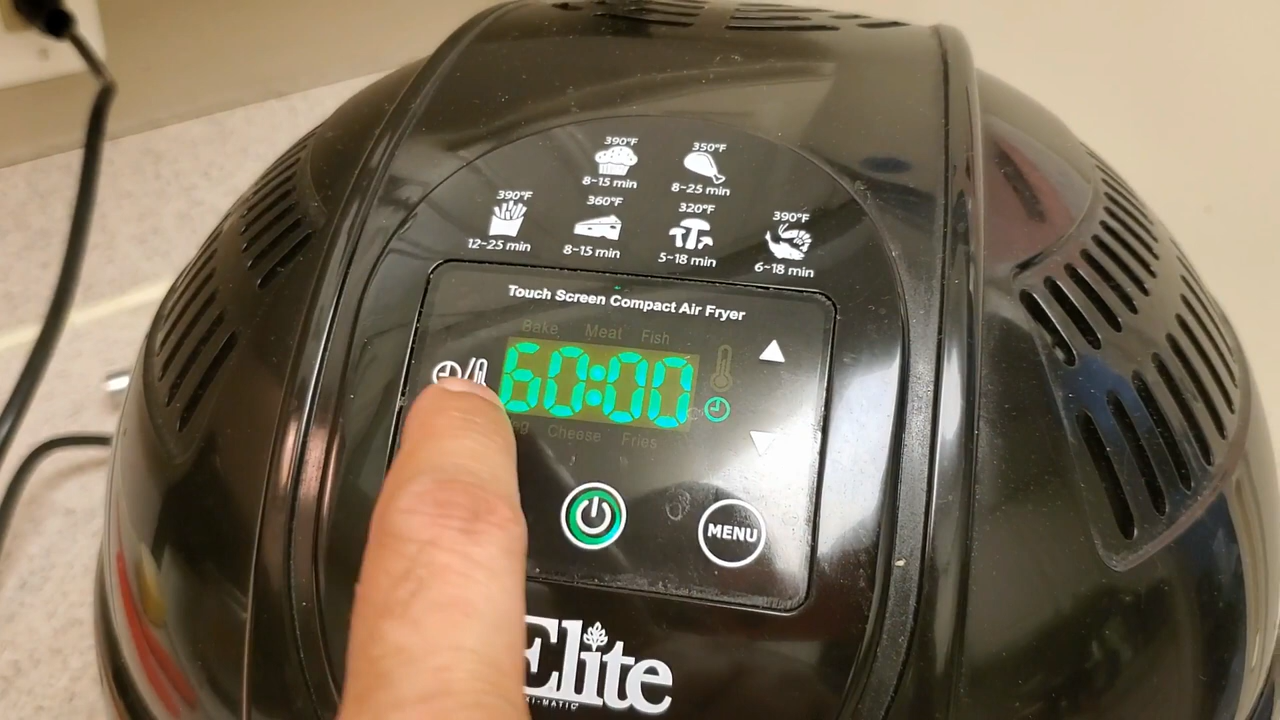 390°F
350°F
8-15 min
8-25 min
390°F
360°F
320°F
390°F
12-25 min
8-15 min
5-18 min
6-18 min
Touch Screen Compact Air Fryer
Bake Meat Fish
60:00
Cheese Fries
MENU
Elite